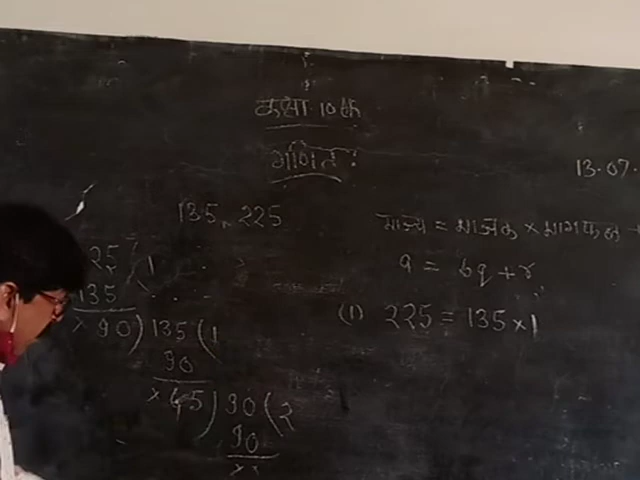 कक्षा 10 क
गणित :
13.07.
135, 225
भाज्य = भाजक × भागफल +
25 ( 1
a = bq + r
135
(1) 225 = 135 × 1
× 90 ) 135 ( 1
90
× 45 ) 90 ( 2
90
××